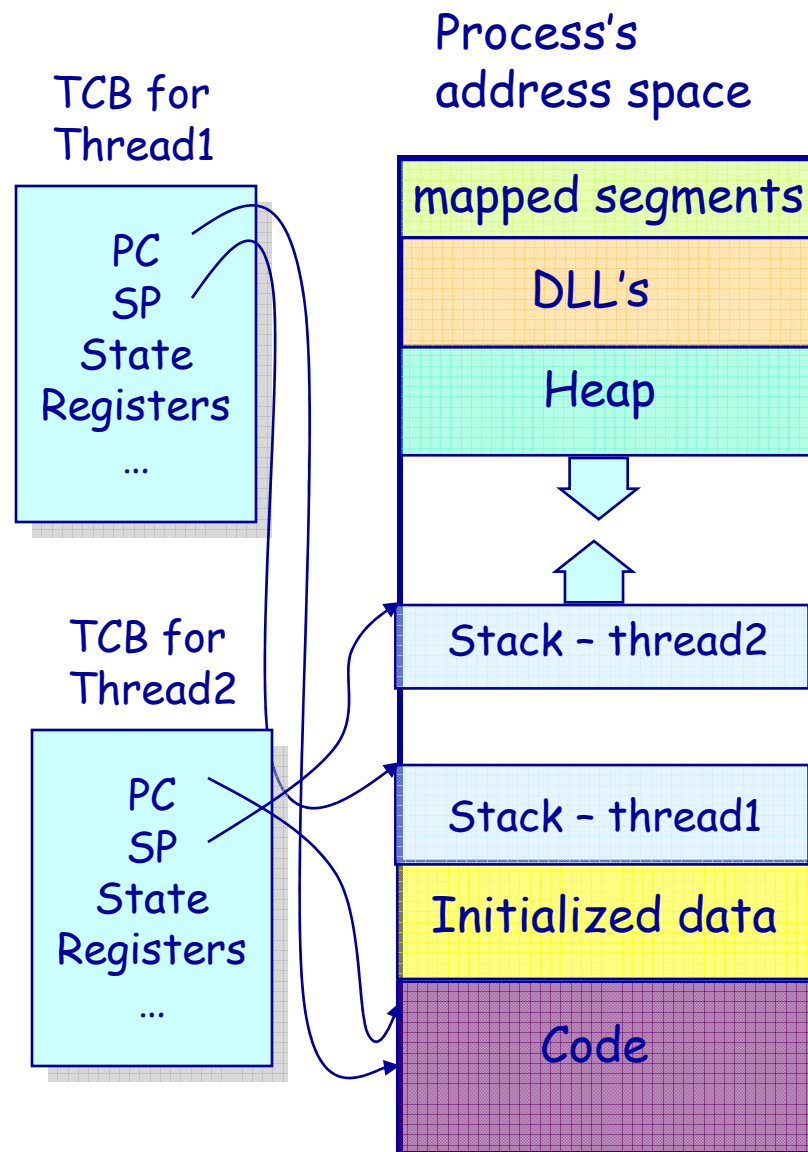 TCB for
Thread1
PC
SP
State
Registers
…
TCB for
Thread2
PC
SP
State
Registers
…
Process’s
address space
mapped segments
DLL’s
Heap
Stack – thread2
Stack – thread1
Initialized data
Code